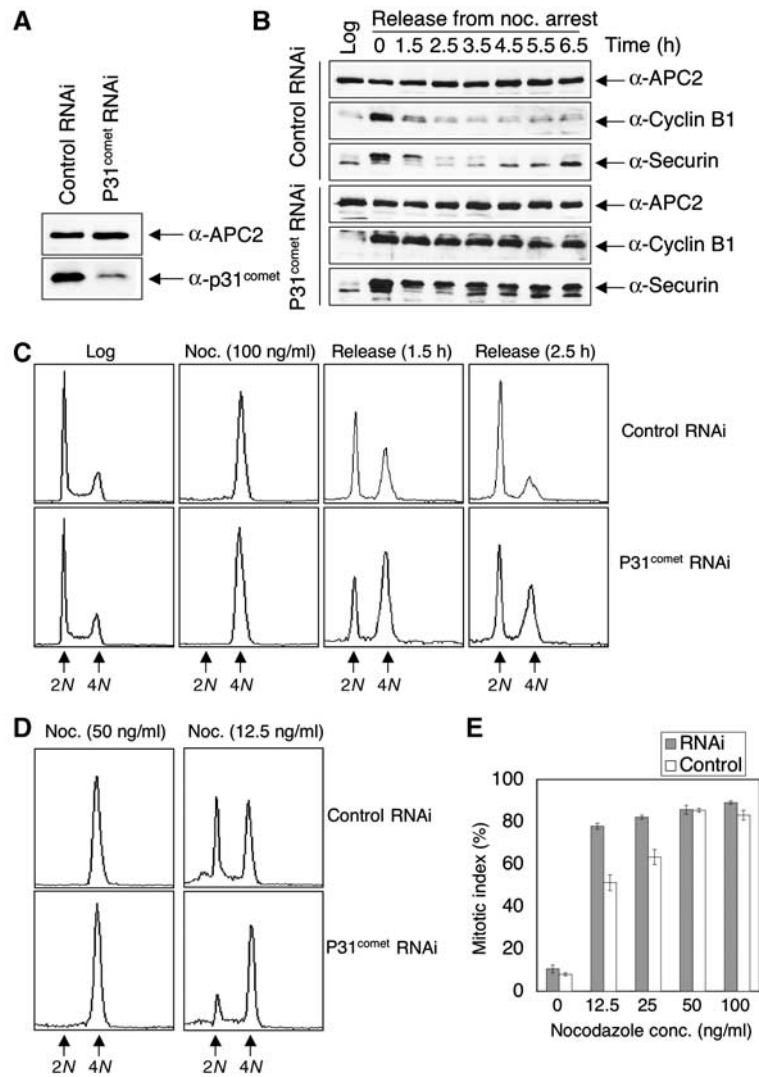 A
Control RNAi
P31comet RNAi
α-APC2
α-p31comet
B
Log
Release from noc. arrest
0 1.5 2.5 3.5 4.5 5.5 6.5 Time (h)
Control RNAi
α-APC2
α-Cyclin B1
α-Securin
P31comet RNAi
α-APC2
α-Cyclin B1
α-Securin
C
Log Noc. (100 ng/ml) Release (1.5 h) Release (2.5 h)
Control RNAi
P31comet RNAi
2N 4N 2N 4N 2N 4N 2N 4N
D
Noc. (50 ng/ml) Noc. (12.5 ng/ml)
Control RNAi
P31comet RNAi
2N 4N 2N 4N
E
RNAi
Control
Mitotic index (%)
100
80
60
40
20
10
0
0 12.5 25 50 100
Nocodazole conc. (ng/ml)